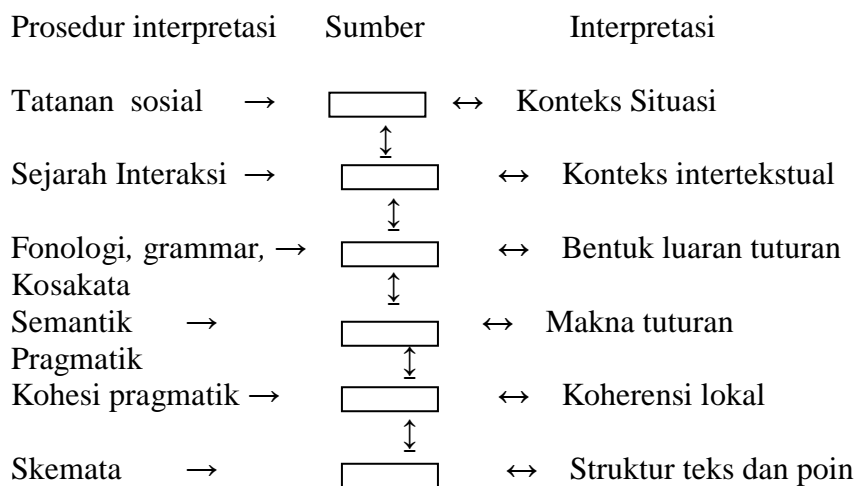 Prosedur interpretasi Sumber Interpretasi
Tatanan sosial → ↔ Konteks Situasi
↕
Sejarah Interaksi → ↔ Konteks intertekstual
↕
Fonologi, grammar, → ↔ Bentuk luaran tuturan
Kosakata ↕
Semantik → ↔ Makna tuturan
Pragmatik ↕
Kohesi pragmatik → ↔ Koherensi lokal
↕
Skemata → ↔ Struktur teks dan poin